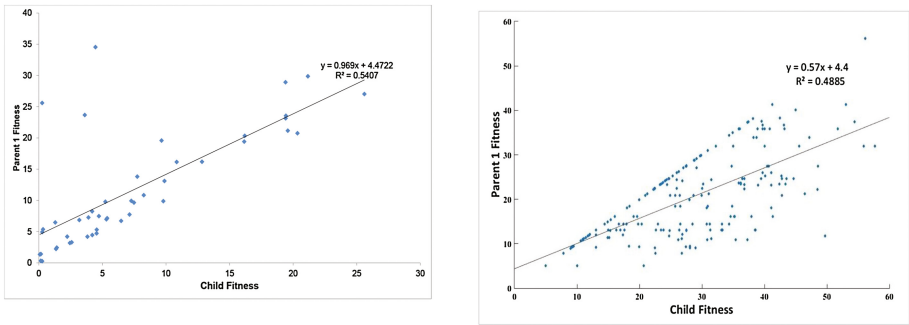 40
35
30
25
20
15
10
5
0
Parent 1 Fitness
y = 0.969x + 4.4722
R² = 0.5407
0 5 10 15 20 25 30
Child Fitness
60
50
40
30
20
10
0
Parent 1 Fitness
y = 0.57x + 4.4
R² = 0.4885
0 10 20 30 40 50 60
Child Fitness